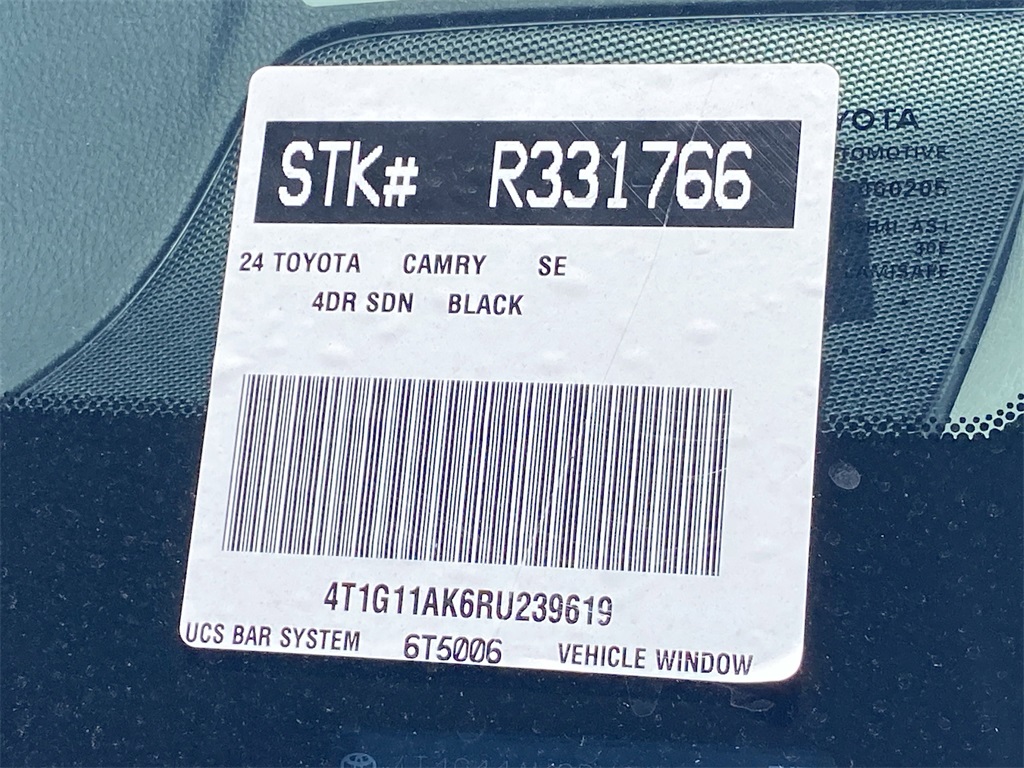 STK# R331766
24 TOYOTA CAMRY SE
4DR SDN BLACK
4T1G11AK6RU239619
UCS BAR SYSTEM 6T5006 VEHICLE WINDOW